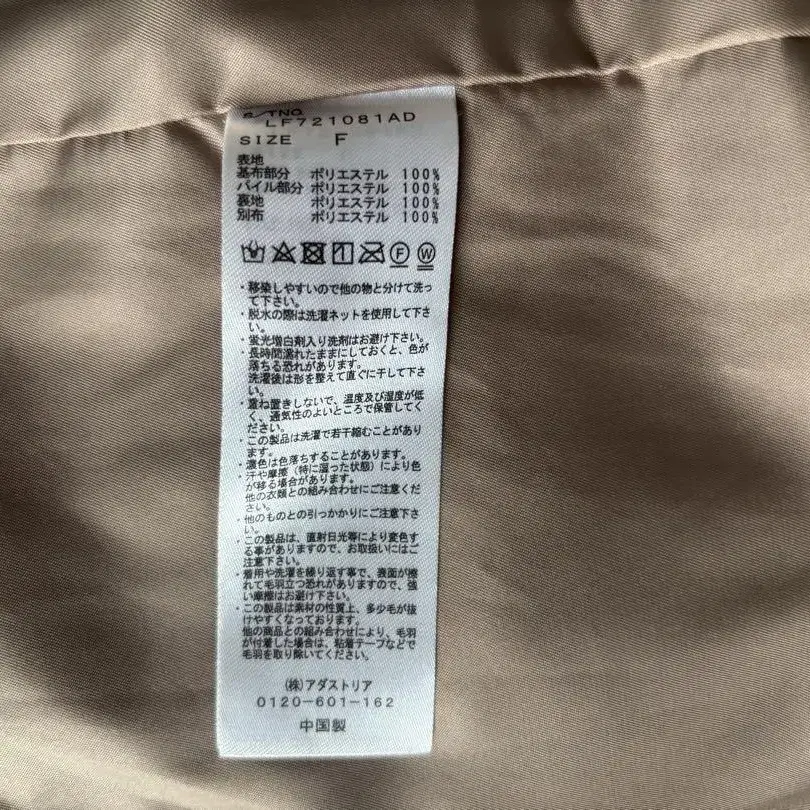 S/TNO.
LF721081AD
SIZE F
表地
基布部分 ポリエステル 100%
パイル部分 ポリエステル 100%
裏地 ポリエステル 100%
別布 ポリエステル 100%
F W
・移染しやすいので他の物と分けて洗っ
て下さい。
・脱水の際は洗濯ネットを使用して下さ
い。
・蛍光増白剤入り洗剤はお避け下さい。
・長時間濡れたままにしておくと、色が
落ちる恐れがあります。
洗濯後は形を整えて直ぐに干して下さ
い。
・重ね置きしないで、温度及び湿度が低
く、通気性のよいところで保管してく
ださい。
・この製品は洗濯で若干縮むことがあり
ます。
・濃色は色落ちすることがあります。
・汗や摩擦（特に湿った状態）により色
が移る場合があります。
他の衣類との組み合わせにご注意くだ
さい。
・他のものとの引っかかりにご注意下さ
い。
・この製品は、直射日光等により変色す
る事がありますので、お取扱いにはご
注意下さい。
・着用や洗濯を繰り返す事で、表面が擦
れて毛羽立つ恐れがありますので、強
い摩擦はお避け下さい。
・この製品は素材の性質上、多少毛が抜
けやすくなっております。
他の商品との組み合わせにより、毛羽
が付着した場合は、粘着テープなどで
毛羽を取り除いてください。
(株)アダストリア
0120-601-162
中国製